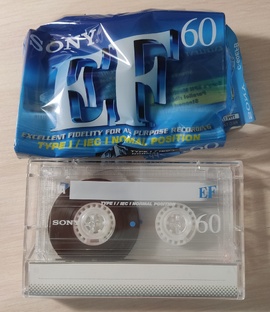 SONY
60
EF
EXCELLENT FIDELITY FOR ALL PURPOSE RECORDING
TYPE I / IEC I NORMAL POSITION
60
TYPE I / IEC I NORMAL POSITION
EF
SONY
60